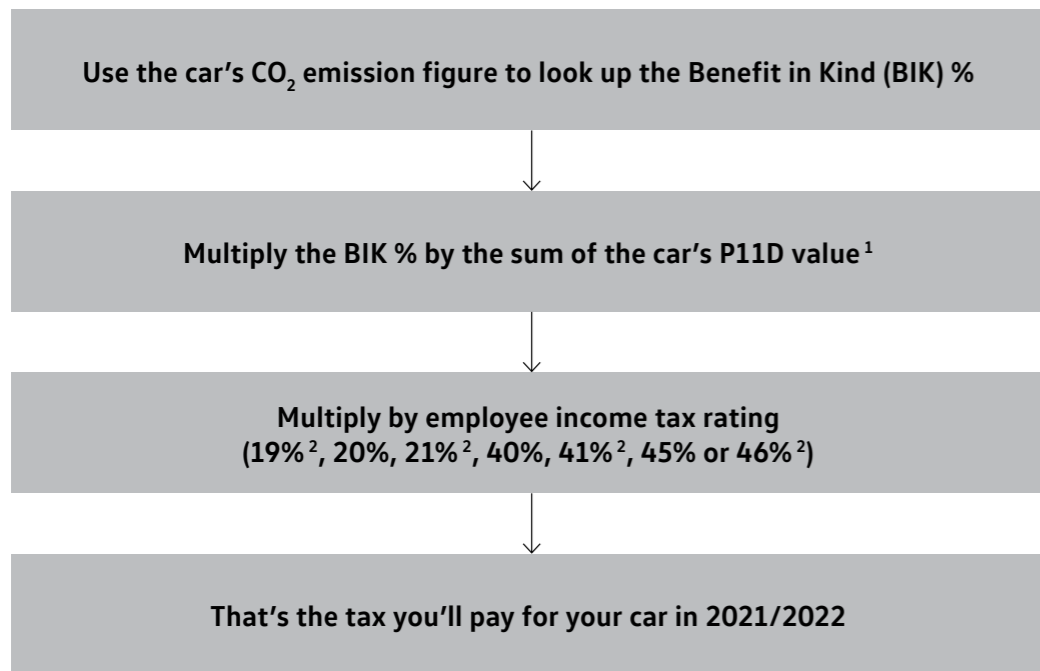 Use the car’s CO₂ emission figure to look up the Benefit in Kind (BIK) %
Multiply the BIK % by the sum of the car’s P11D value ¹
Multiply by employee income tax rating
(19% ², 20%, 21% ², 40%, 41% ², 45% or 46% ²)
That’s the tax you’ll pay for your car in 2021/2022